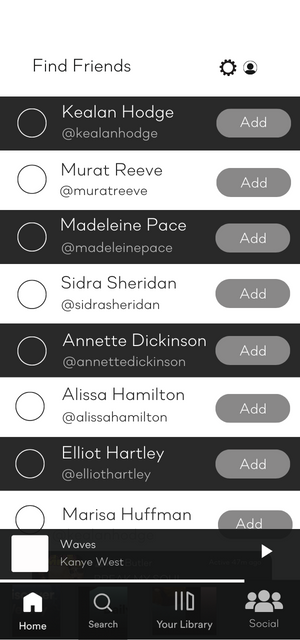 Find Friends
Kealan Hodge
@kealanhodge
Add
Murat Reeve
@muratreeve
Add
Madeleine Pace
@madeleinepace
Add
Sidra Sheridan
@sidrasheridan
Add
Annette Dickinson
@annettedickinson
Add
Alissa Hamilton
@alissahamilton
Add
Elliot Hartley
@elliothartley
Add
Marisa Huffman
Add
Waves
Kanye West
Home
Search
Your Library
Social